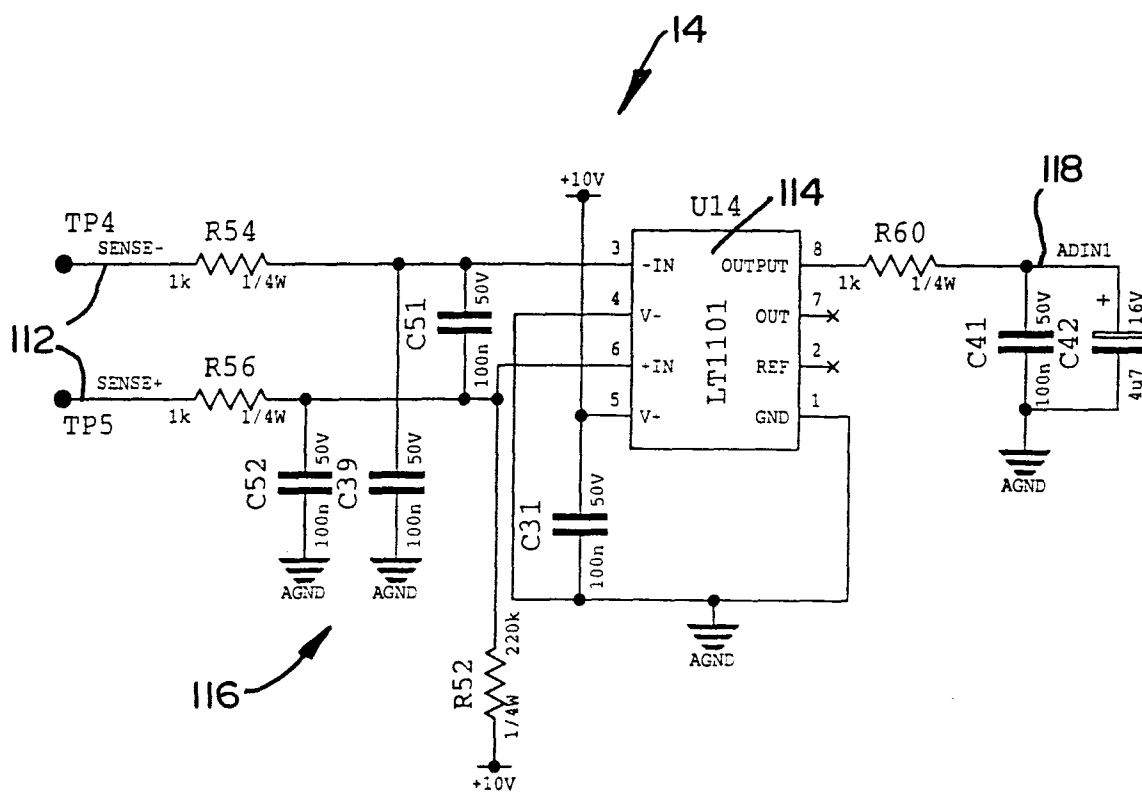 14
+10V
118
U14
114
TP4
SENSE-
R54
1k
1/4W
3
-IN
OUTPUT
8
R60
1k
1/4W
ADIN1
112
C51
50V
100n
4
V-
OUT
7
C41
50V
100n
C42
+
16V
4u7
LT1101
TP5
SENSE+
R56
1k
1/4W
6
+IN
REF
2
5
V+
GND
1
C52
50V
100n
C39
50V
100n
C31
50V
100n
AGND
AGND
AGND
AGND
116
R52
220k
1/4W
+10V